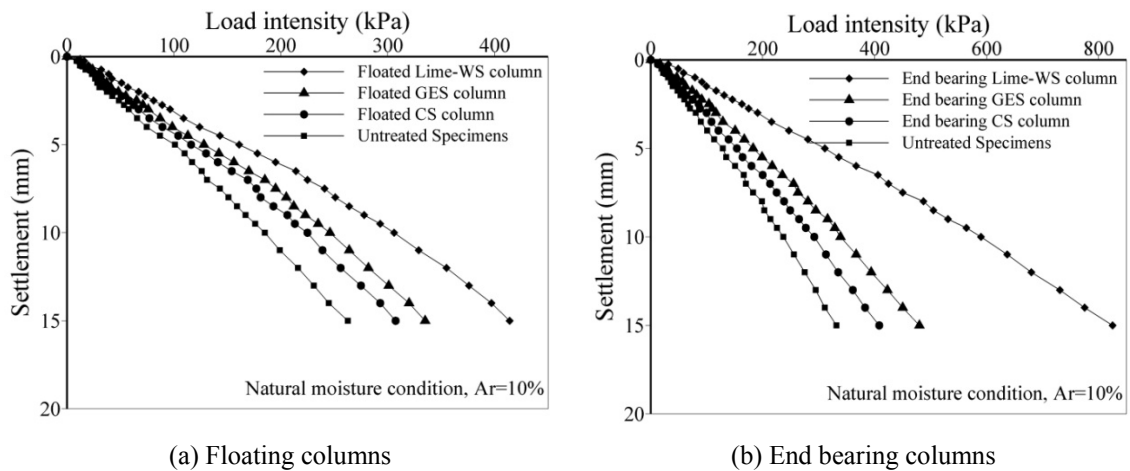 Load intensity (kPa)
0 100 200 300 400
0
5
10
15
20
Settlement (mm)
Floated Lime-WS column
Floated GES column
Floated CS column
Untreated Specimens
Natural moisture condition, Ar=10%
(a) Floating columns
Load intensity (kPa)
0 200 400 600 800
0
5
10
15
20
Settlement (mm)
End bearing Lime-WS column
End bearing GES column
End bearing CS column
Untreated Specimens
Natural moisture condition, Ar=10%
(b) End bearing columns